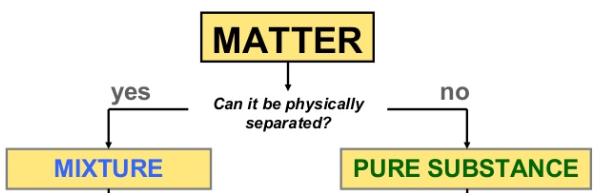 MATTER
yes
no
Can it be physically
separated?
MIXTURE
PURE SUBSTANCE